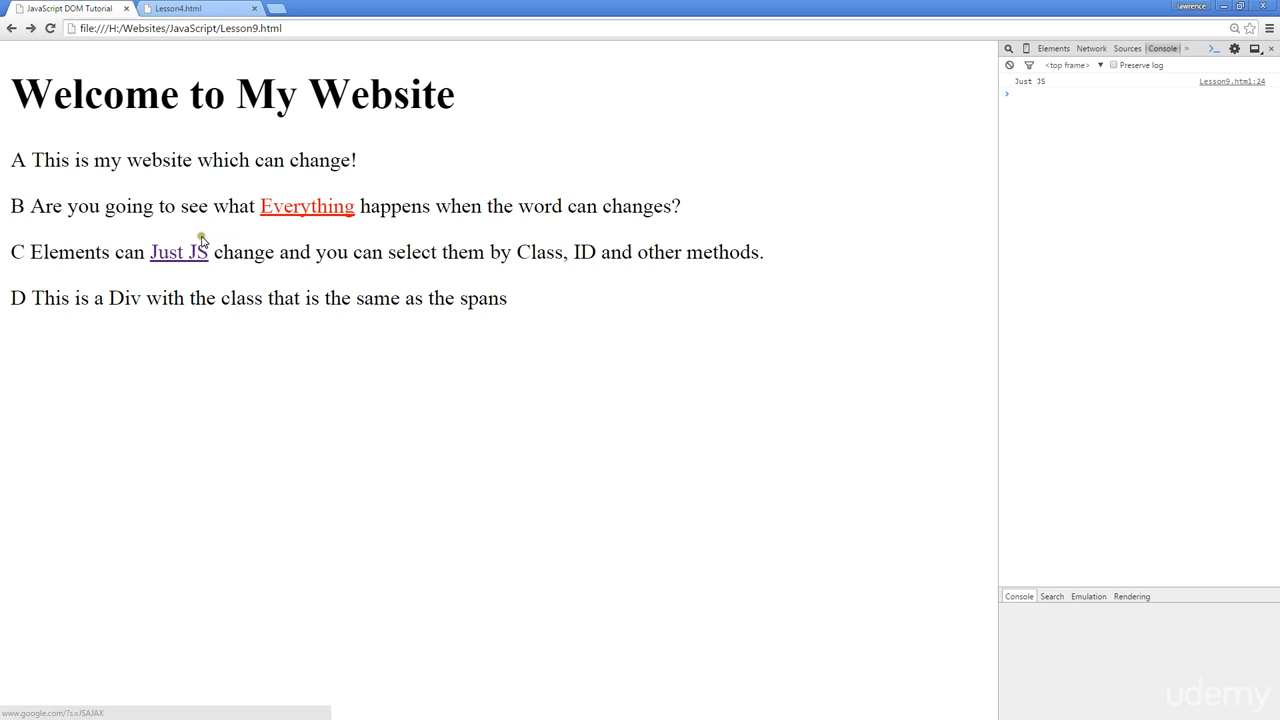 JavaScript DOM Tutorial
Lesson4.html
lawrence
file:///H:/Websites/JavaScript/Lesson9.html
Elements Network Sources Console »
<top frame> Preserve log
Just JS Lesson9.html:24
Welcome to My Website
A This is my website which can change!
B Are you going to see what Everything happens when the word can changes?
C Elements can Just JS change and you can select them by Class, ID and other methods.
D This is a Div with the class that is the same as the spans
Console Search Emulation Rendering
udemy
www.google.com/?s=JSAJAX